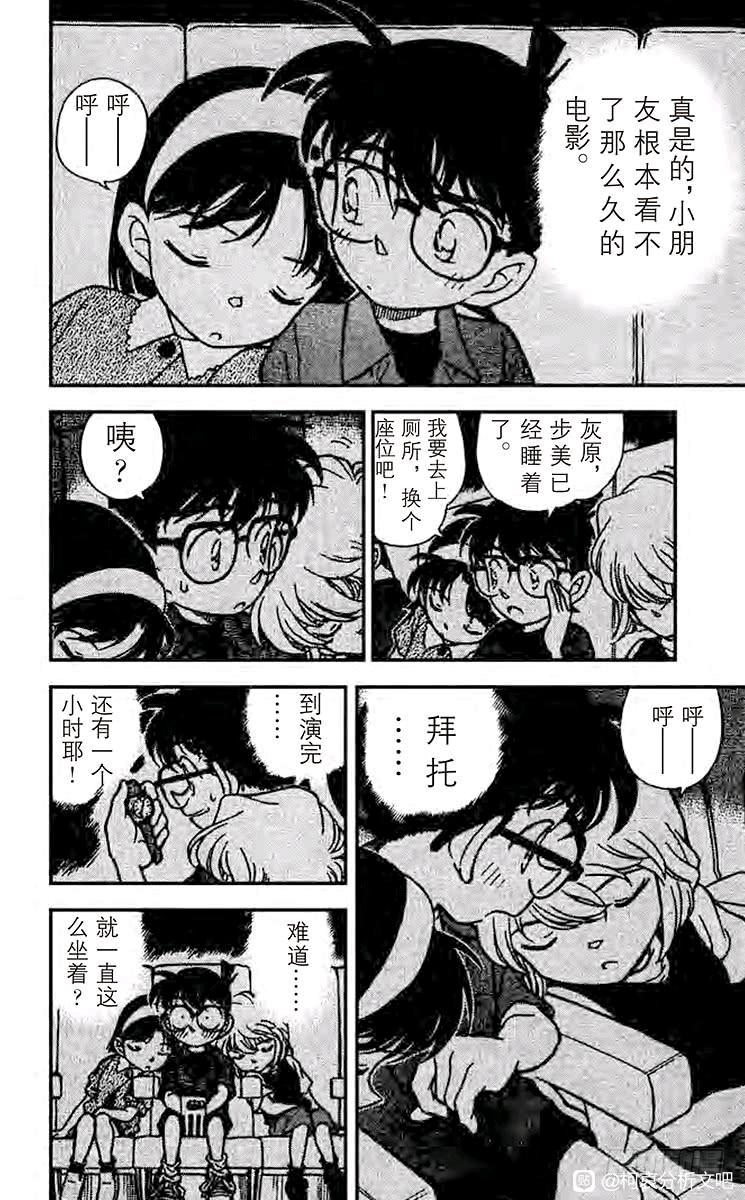 真是的，小朋
友根本看不
了那么久的
电影。
呼
——
呼
——
灰原，
步美已
经睡着
了。
我要去上
厕所，换个
座位吧！
咦？
呼
——
呼
——
拜
托
……
到演完
……
还有一个
小时耶！
难道……
就一直这
么坐着？
贴 @柯哀分析文吧